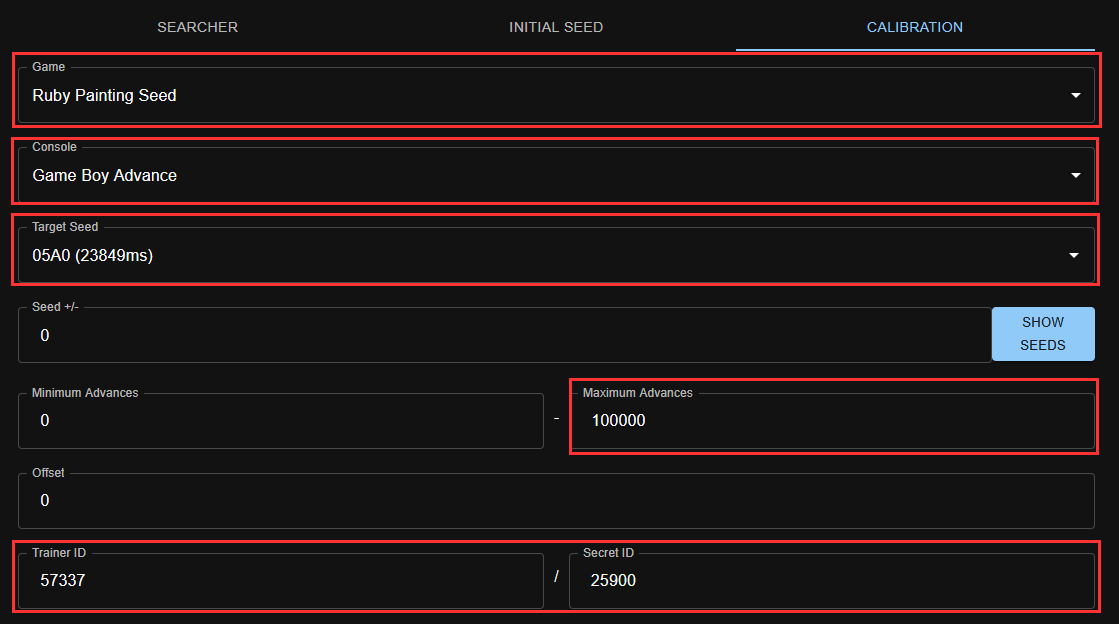 SEARCHER INITIAL SEED CALIBRATION
Game
Ruby Painting Seed
Console
Game Boy Advance
Target Seed
05A0 (23849ms)
Seed +/-
0
SHOW
SEEDS
Minimum Advances
0
-
Maximum Advances
100000
Offset
0
Trainer ID
57337
/
Secret ID
25900